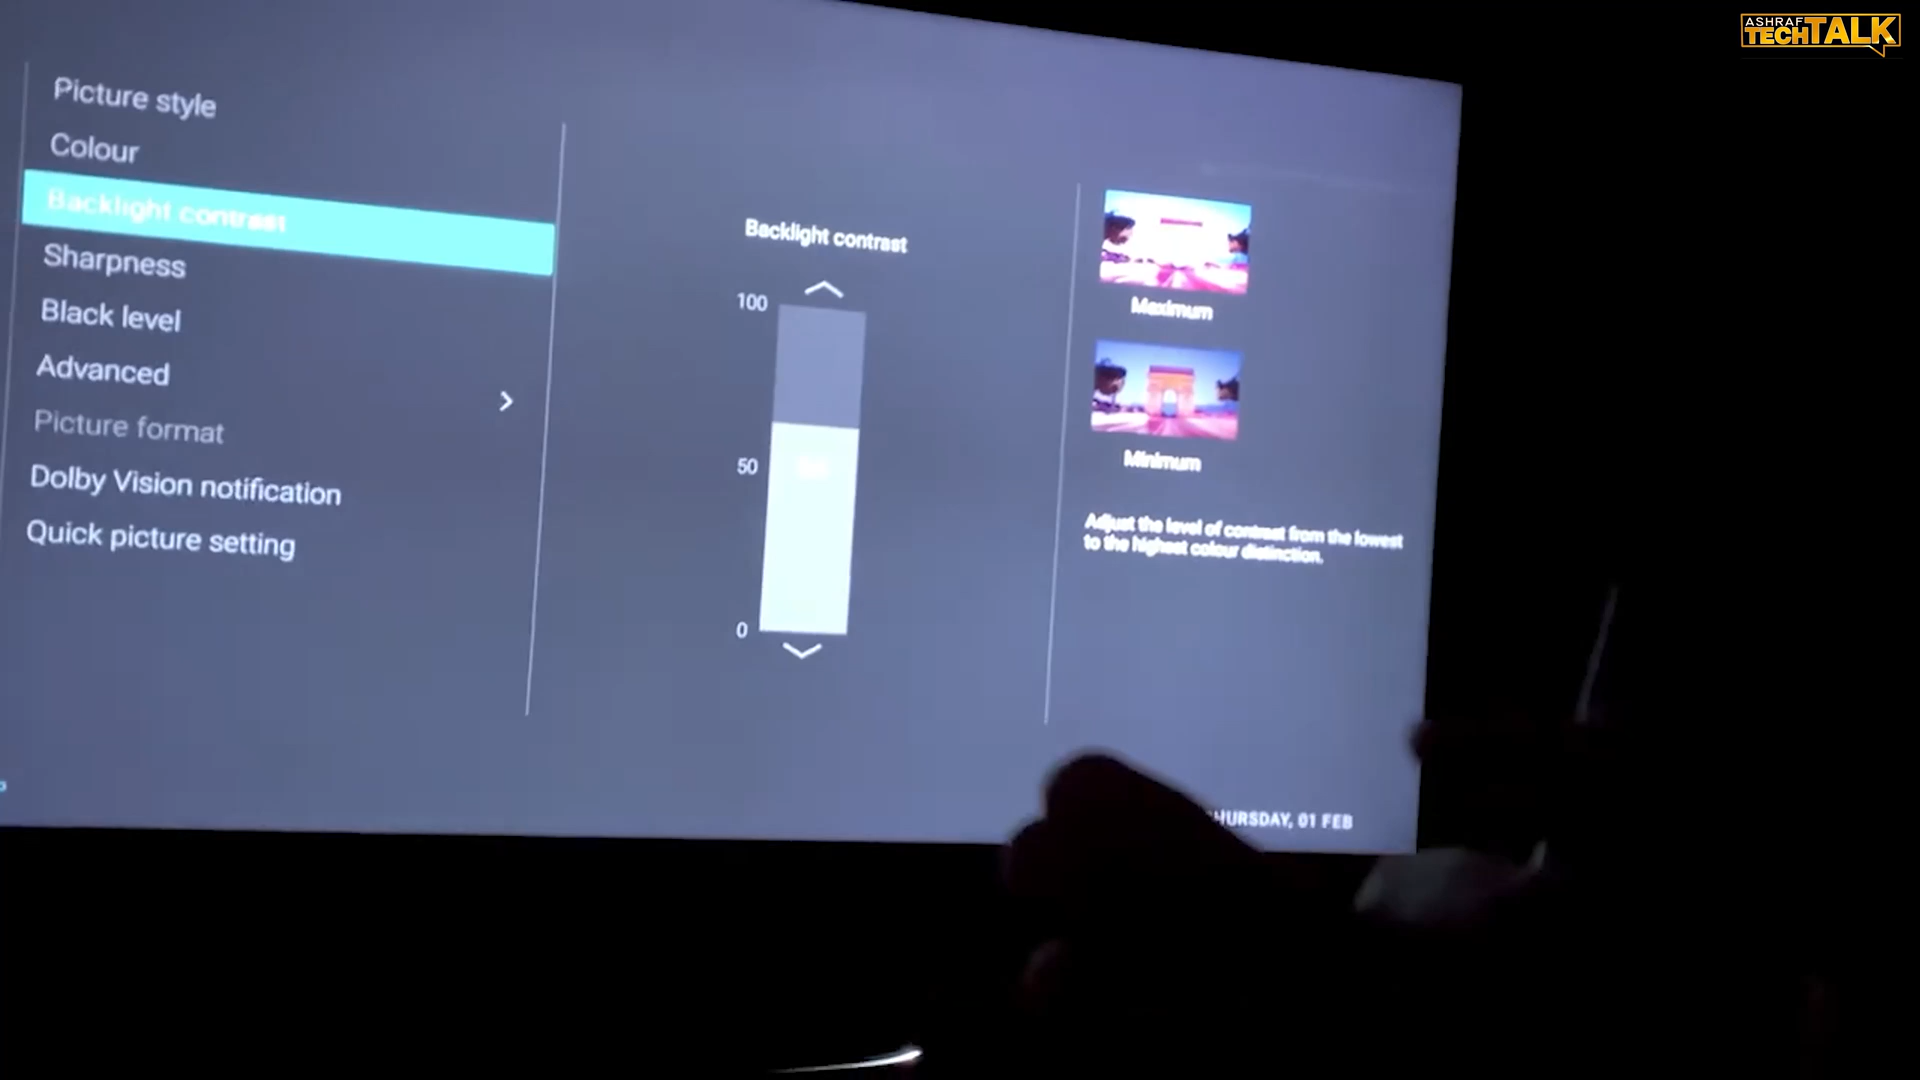 ASHRAF
TECHTALK
Picture style
Colour
Backlight contrast
Sharpness
Black level
Advanced
Picture format
Dolby Vision notification
Quick picture setting
Backlight contrast
100
50
0
Maximum
Minimum
Adjust the level of contrast from the lowest
to the highest colour distinction.
HURSDAY, 01 FEB